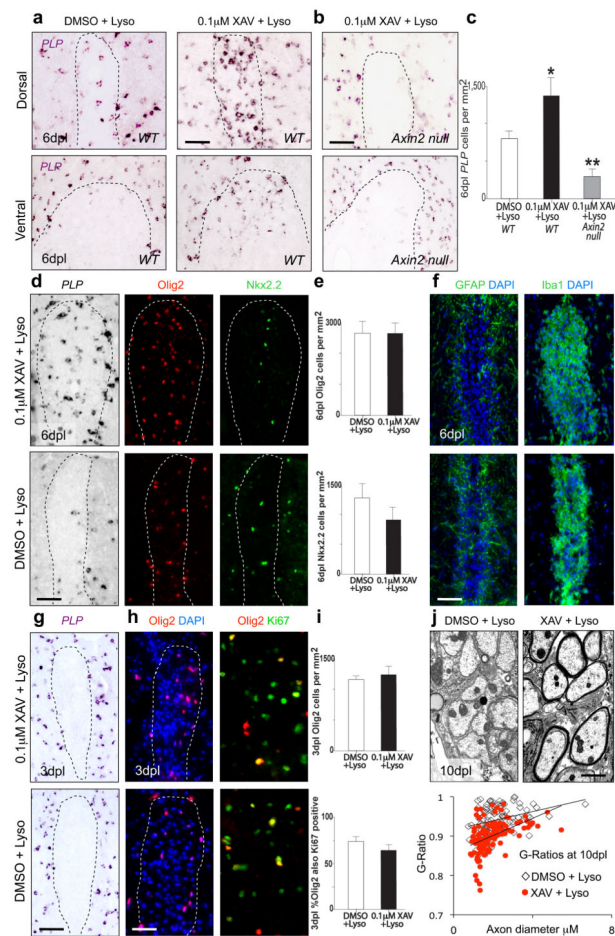 a
DMSO + Lyso
0.1μM XAV + Lyso
b
0.1μM XAV + Lyso
c
Dorsal
PLP
6dpl
WT
WT
Axin2 null
6dpl PLP cells per mm2
1,500
0
*
**
DMSO
+Lyso
WT
0.1μM XAV
+Lyso
WT
0.1μM XAV
+Lyso
Axin2
null
Ventral
PLP
6dpl
WT
WT
Axin2 null
d
PLP
Olig2
Nkx2.2
e
f
GFAP DAPI
Iba1 DAPI
0.1μM XAV + Lyso
6dpl
6dpl Olig2 cells per mm2
3000
0
DMSO
+Lyso
0.1μM XAV
+Lyso
6dpl
DMSO + Lyso
6dpl Nkx2.2 cells per mm2
1500
0
DMSO
+Lyso
0.1μM XAV
+Lyso
g
PLP
h
Olig2 DAPI
Olig2 Ki67
i
j
DMSO + Lyso
XAV + Lyso
0.1μM XAV + Lyso
3dpl
3dpl
3dpl Olig2 cells per mm2
1500
0
DMSO
+Lyso
0.1μM XAV
+Lyso
10dpl
DMSO + Lyso
3dpl %Olig2 also Ki67 positive
100
0
DMSO
+Lyso
0.1μM XAV
+Lyso
G-Ratio
1
0.9
0.8
0.7
G-Ratios at 10dpl
DMSO + Lyso
XAV + Lyso
0
8
Axon diameter μM